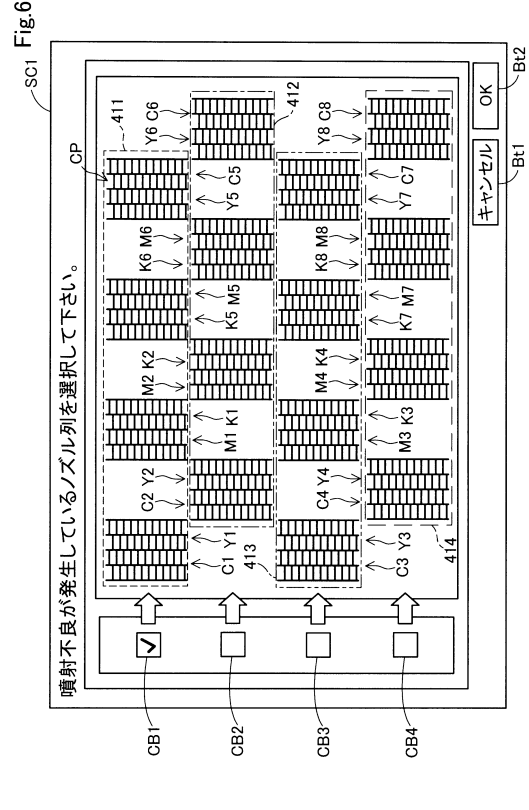 Fig.6
SC1
噴射不良が発生しているノズル列を選択して下さい。
CP
411
CB1
C2 Y2 M2 K2 K6 M6 Y6 C6
C1 Y1 M1 K1 K5 M5 Y5 C5
CB2
413
412
CB3
C4 Y4 M4 K4 K8 M8 Y8 C8
C3 Y3 M3 K3 K7 M7 Y7 C7
CB4
414
キャンセル OK
Bt1 Bt2